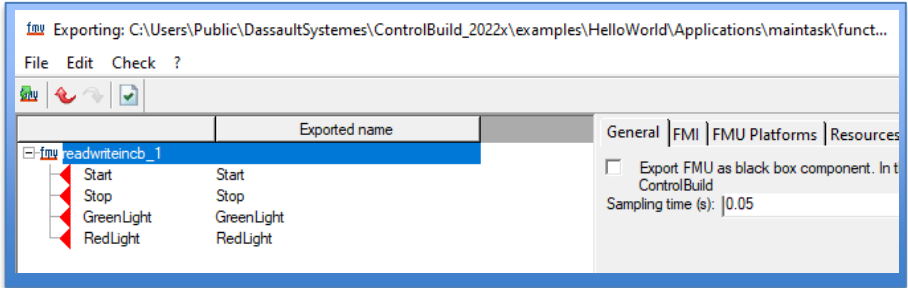 fmu Exporting: C:\Users\Public\DassaultSystemes\ControlBuild_2022x\examples\HelloWorld\Applications\maintask\funct...
File Edit Check ?
fmu
Exported name
fmu readwriteincb_1
Start Start
Stop Stop
GreenLight GreenLight
RedLight RedLight
General FMI FMU Platforms Resources
Export FMU as black box component. In t
ControlBuild
Sampling time (s): 0.05